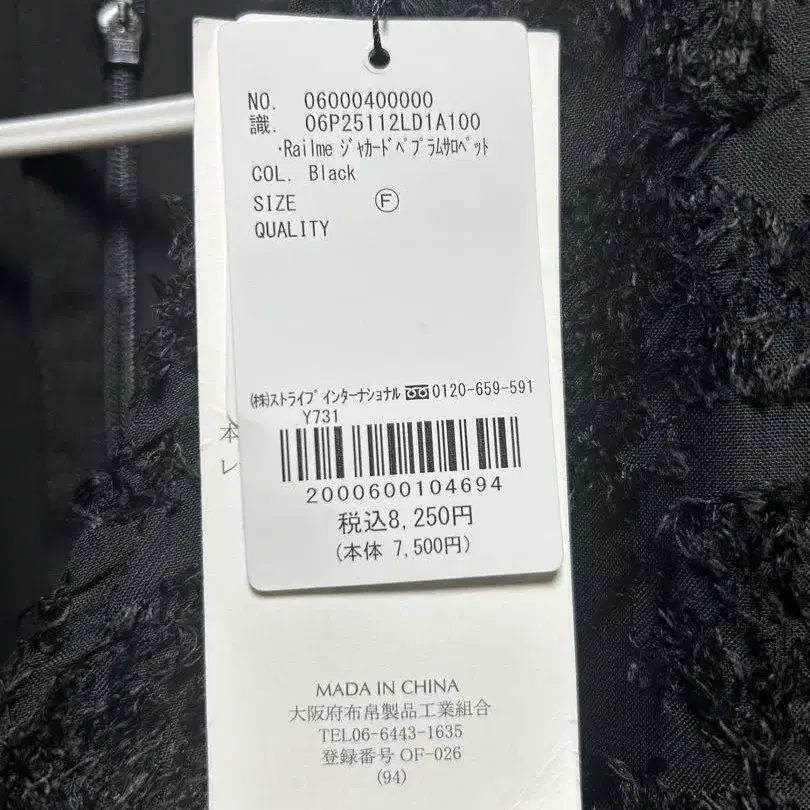 NO. 06000400000
識. 06P25112LD1A100
･Railme ｼﾞｬｶｰﾄﾞﾍﾟﾌﾟﾗﾑｻﾛﾍﾟｯﾄ
COL. Black
SIZE Ⓕ
QUALITY
㈱ｽﾄﾗｲﾌﾟ ｲﾝﾀｰﾅｼｮﾅﾙ 0120-659-591
Y731
本
レ
2000600104694
税込8,250円
(本体 7,500円)
MADE IN CHINA
大阪府布帛製品工業組合
TEL06-6443-1635
登録番号 OF-026
(94)